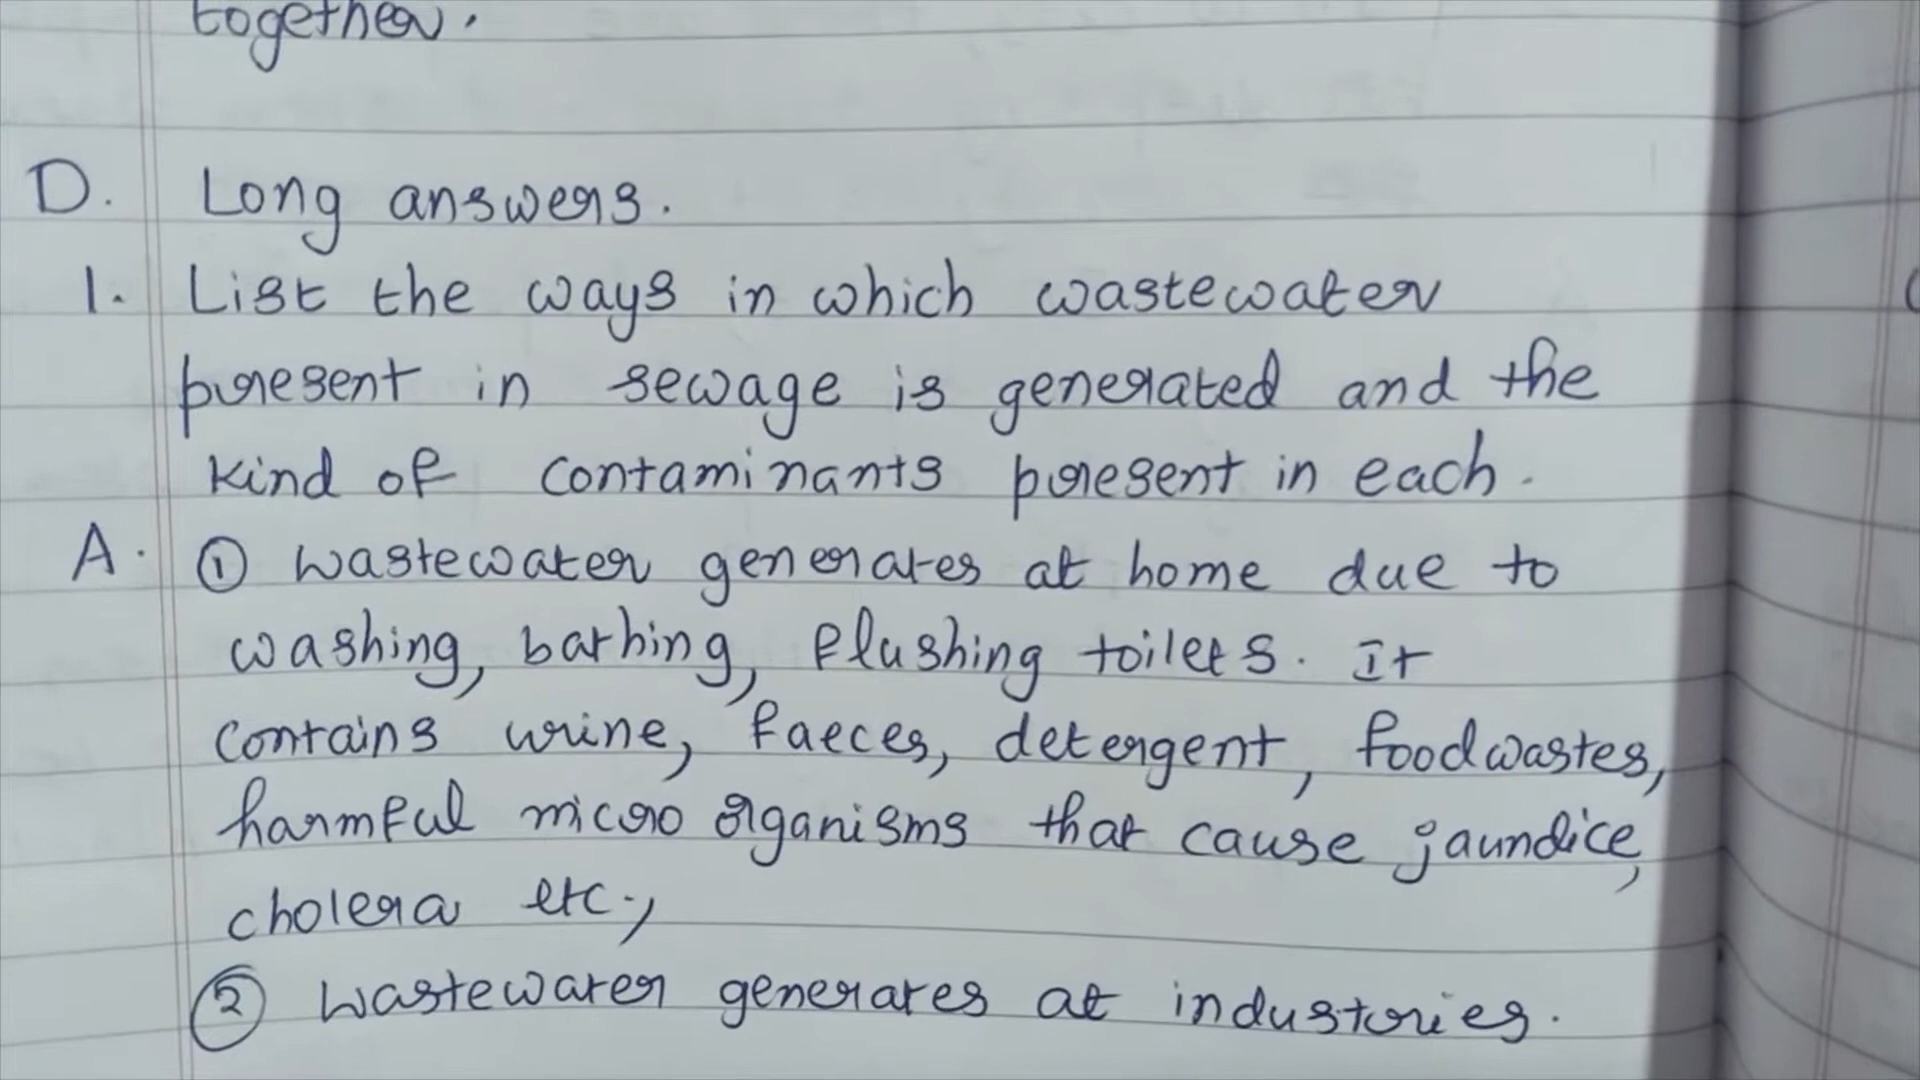 together.
D. Long answers.
1. List the ways in which wastewater
present in sewage is generated and the
kind of contaminants present in each.
A. ① wastewater generates at home due to
washing, bathing, flushing toilets. It
contains urine, faeces, detergent, foodwastes,
harmful micro organisms that cause jaundice,
cholera etc.,
② wastewater generates at industories.